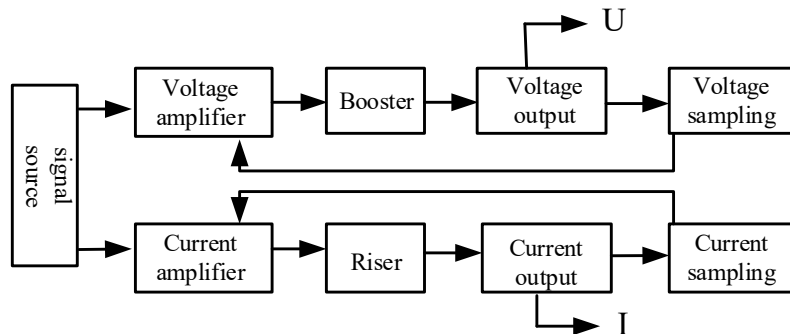 U
Voltage
amplifier
Booster
Voltage
output
Voltage
sampling
signal
source
Current
amplifier
Riser
Current
output
Current
sampling
I